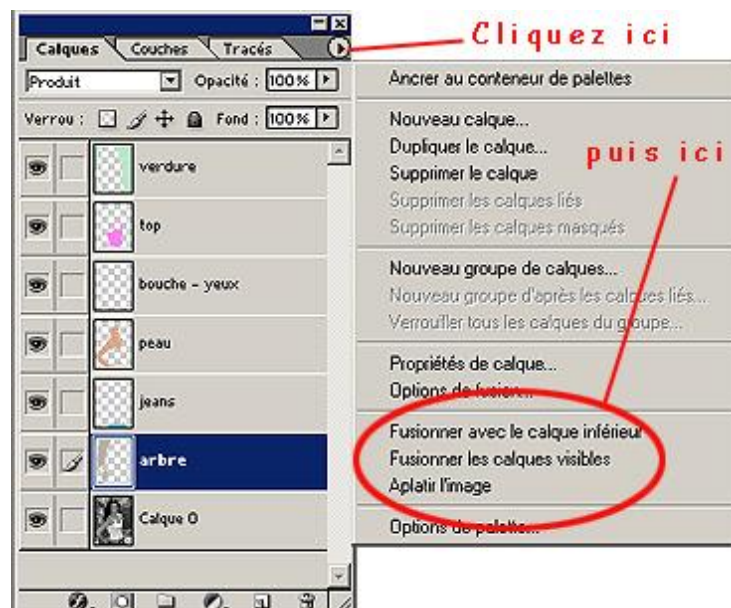 Cliquez ici
Calques Couches Tracés
Produit Opacité : 100%
Verrou : Fond : 100%
verdure
top
bouche - yeux
peau
jeans
arbre
Calque 0
Ancrer au conteneur de palettes
Nouveau calque...
Dupliquer le calque...
puis ici
Supprimer le calque
Supprimer les calques liés
Supprimer les calques masqués
Nouveau groupe de calques...
Nouveau groupe d'après les calques liés...
Verrouiller tous les calques du groupe...
Propriétés de calque...
Options de fusion...
Fusionner avec le calque inférieur
Fusionner les calques visibles
Aplatir l'image
Options de palette...